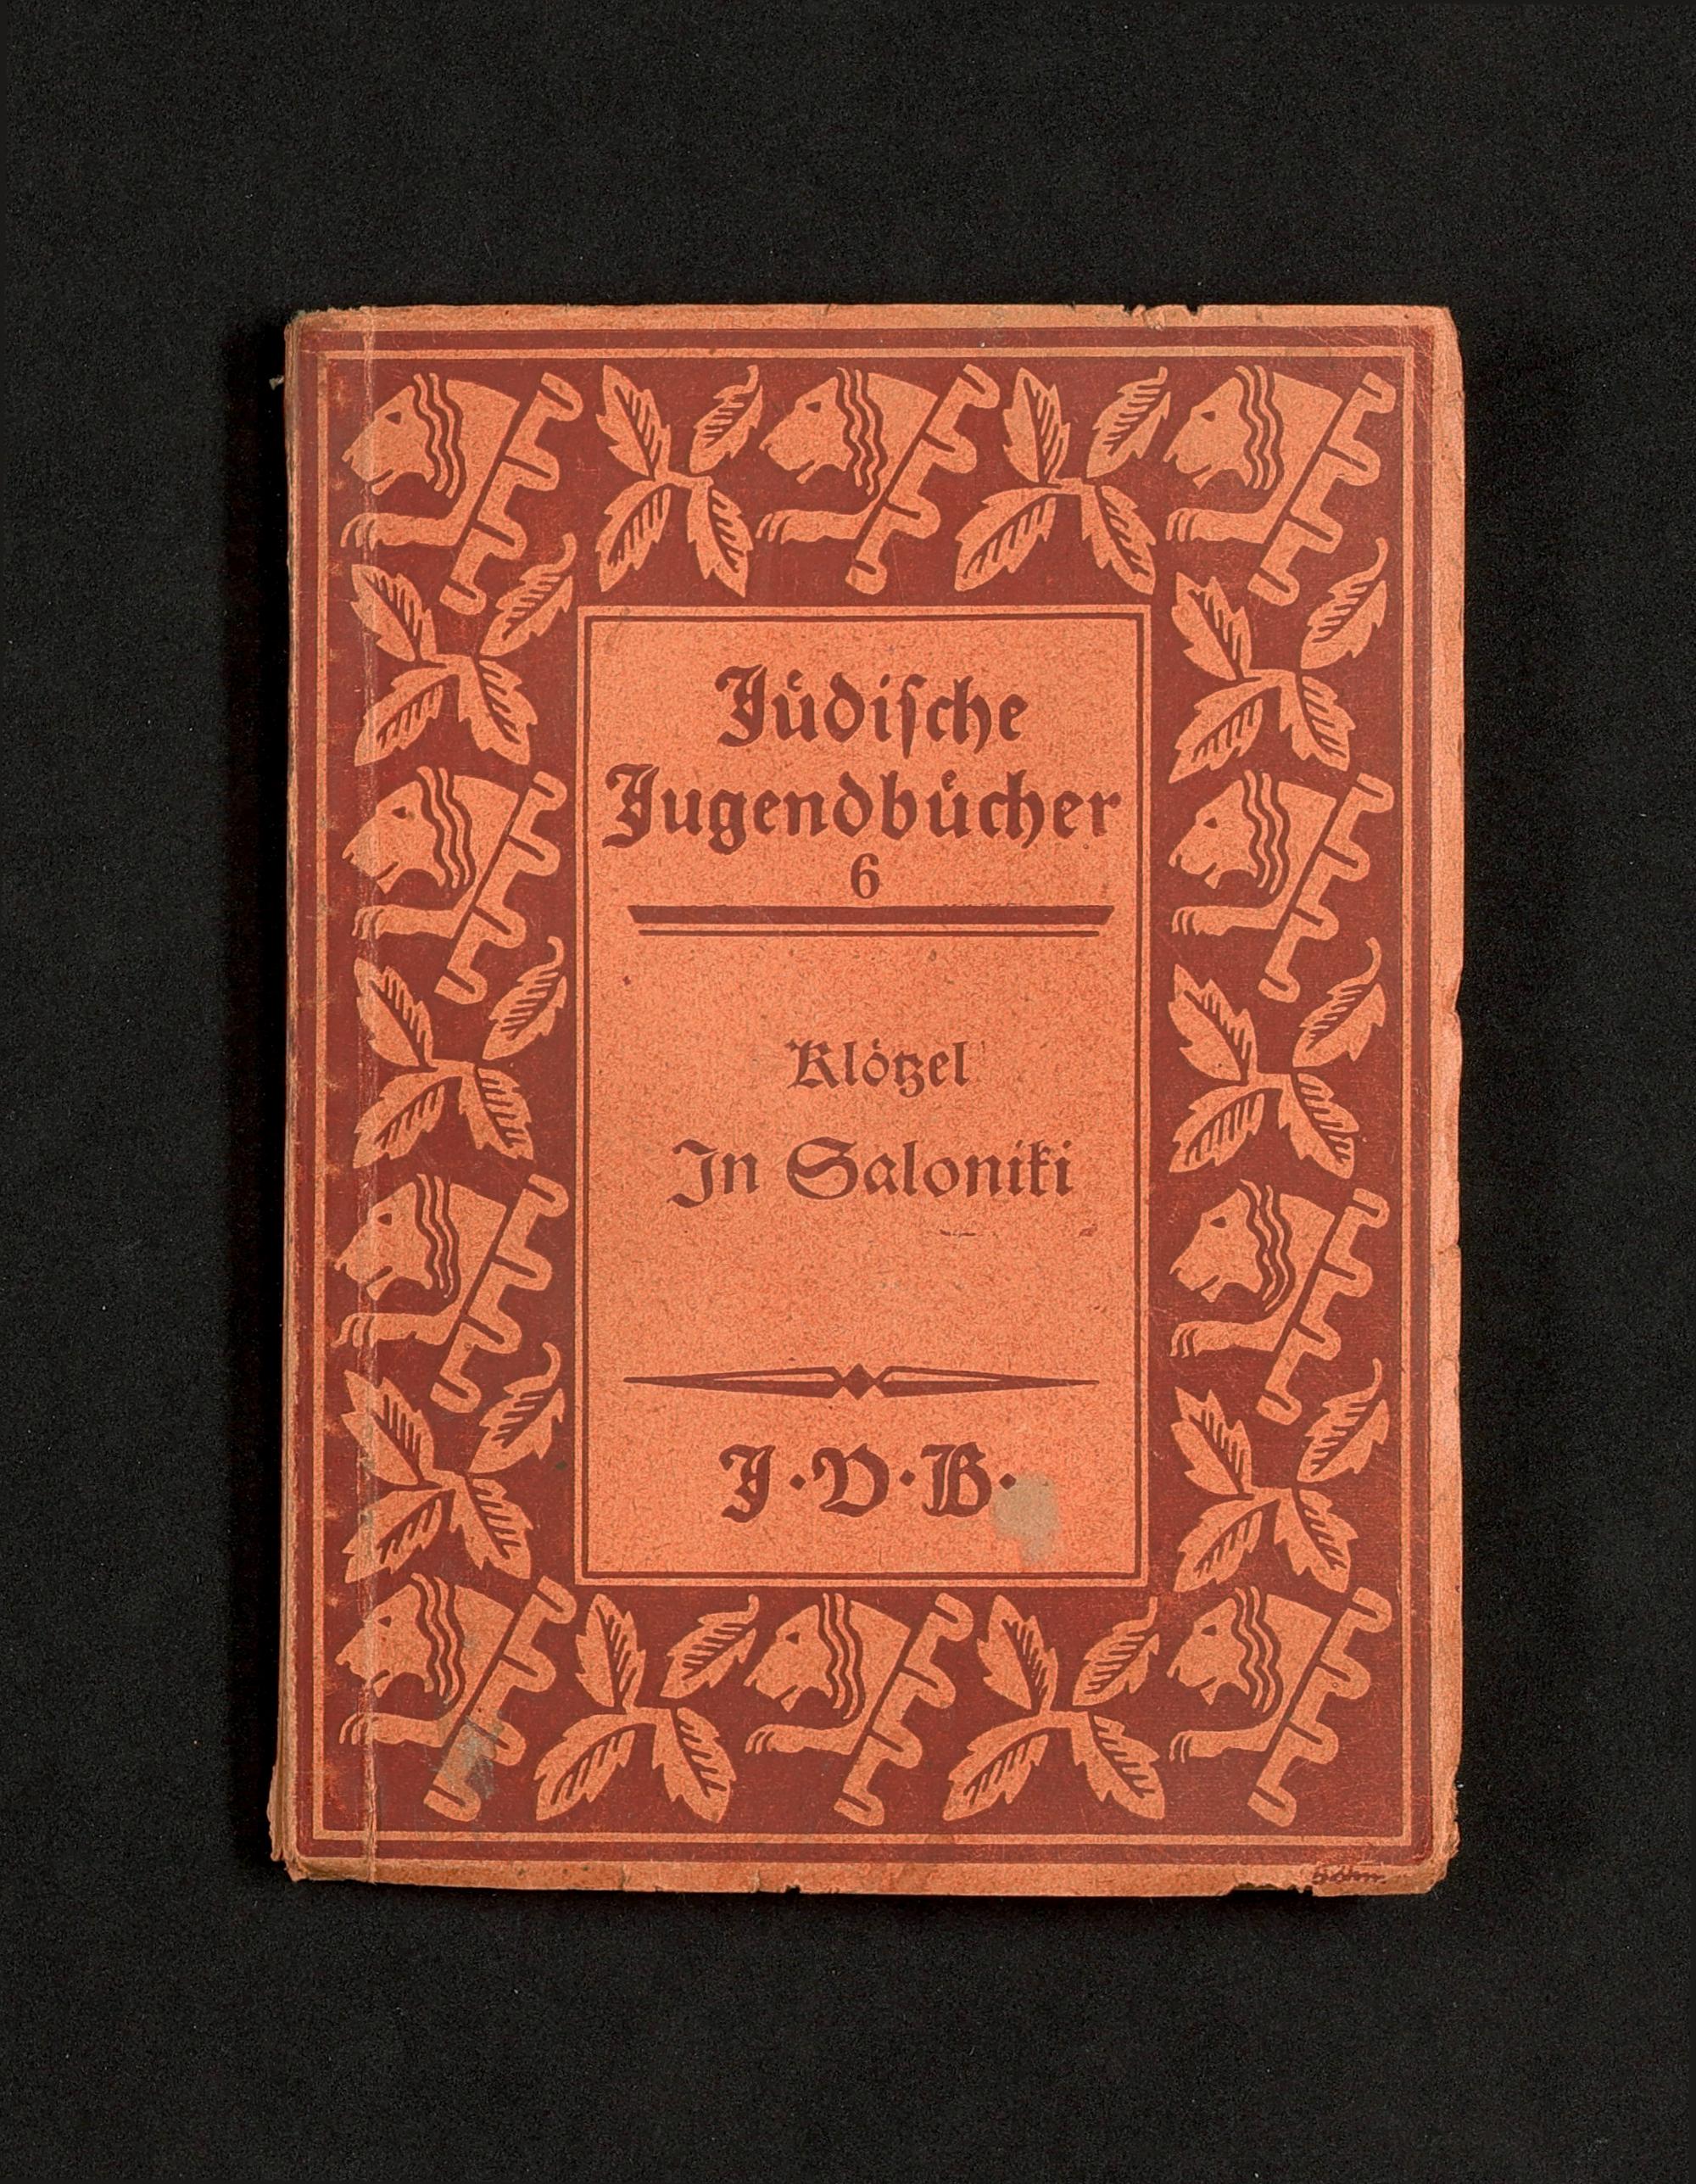 Jüdische
Jugendbücher
6
Klötzel
In Saloniki
J·V·B·